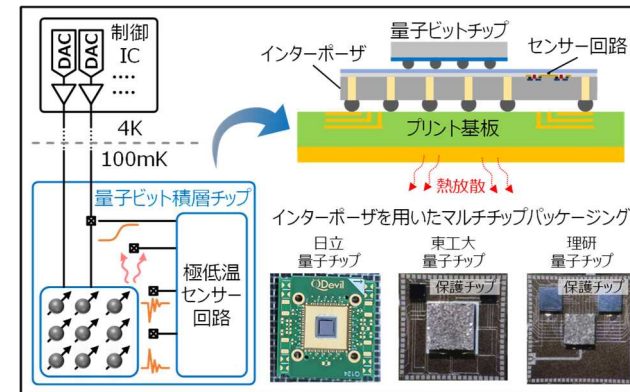 DAC
DAC
制御
IC
‥‥
‥‥
4K
100mK
量子ビット積層チップ
極低温
センサー
回路
量子ビットチップ
インターポーザ
センサー回路
プリント基板
熱放散
インターポーザを用いたマルチチップパッケージング
日立
量子チップ
東工大
量子チップ
理研
量子チップ
QDevil
保護チップ
保護チップ